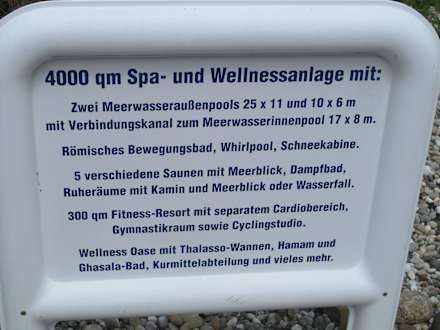 4000 qm Spa- und Wellnessanlage mit:
Zwei Meerwasseraußenpools 25 x 11 und 10 x 6 m
mit Verbindungskanal zum Meerwasserinnenpool 17 x 8 m.
Römisches Bewegungsbad, Whirlpool, Schneekabine.
5 verschiedene Saunen mit Meerblick, Dampfbad,
Ruheräume mit Kamin und Meerblick oder Wasserfall.
300 qm Fitness-Resort mit separatem Cardiobereich,
Gymnastikraum sowie Cyclingstudio.
Wellness Oase mit Thalasso-Wannen, Hamam und
Ghasala-Bad, Kurmittelabteilung und vieles mehr.